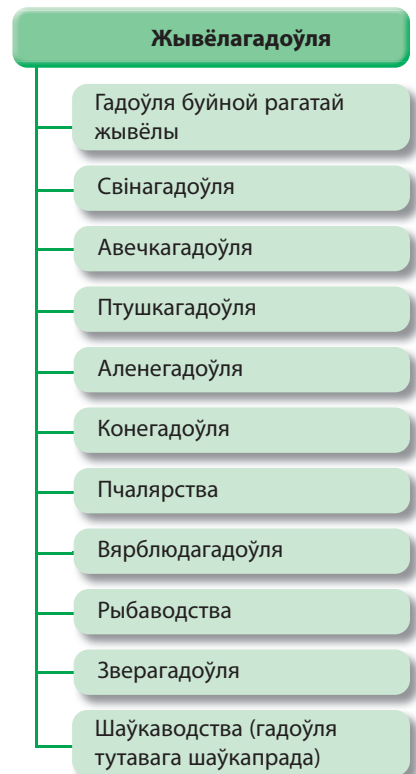 Жывёлагадоўля
Гадоўля буйной рагатай
жывёлы
Свінагадоўля
Авечкагадоўля
Птушкагадоўля
Аленегадоўля
Конегадоўля
Пчалярства
Вярблюдагадоўля
Рыбаводства
Зверагадоўля
Шаўкаводства (гадоўля
тутавага шаўкапрада)